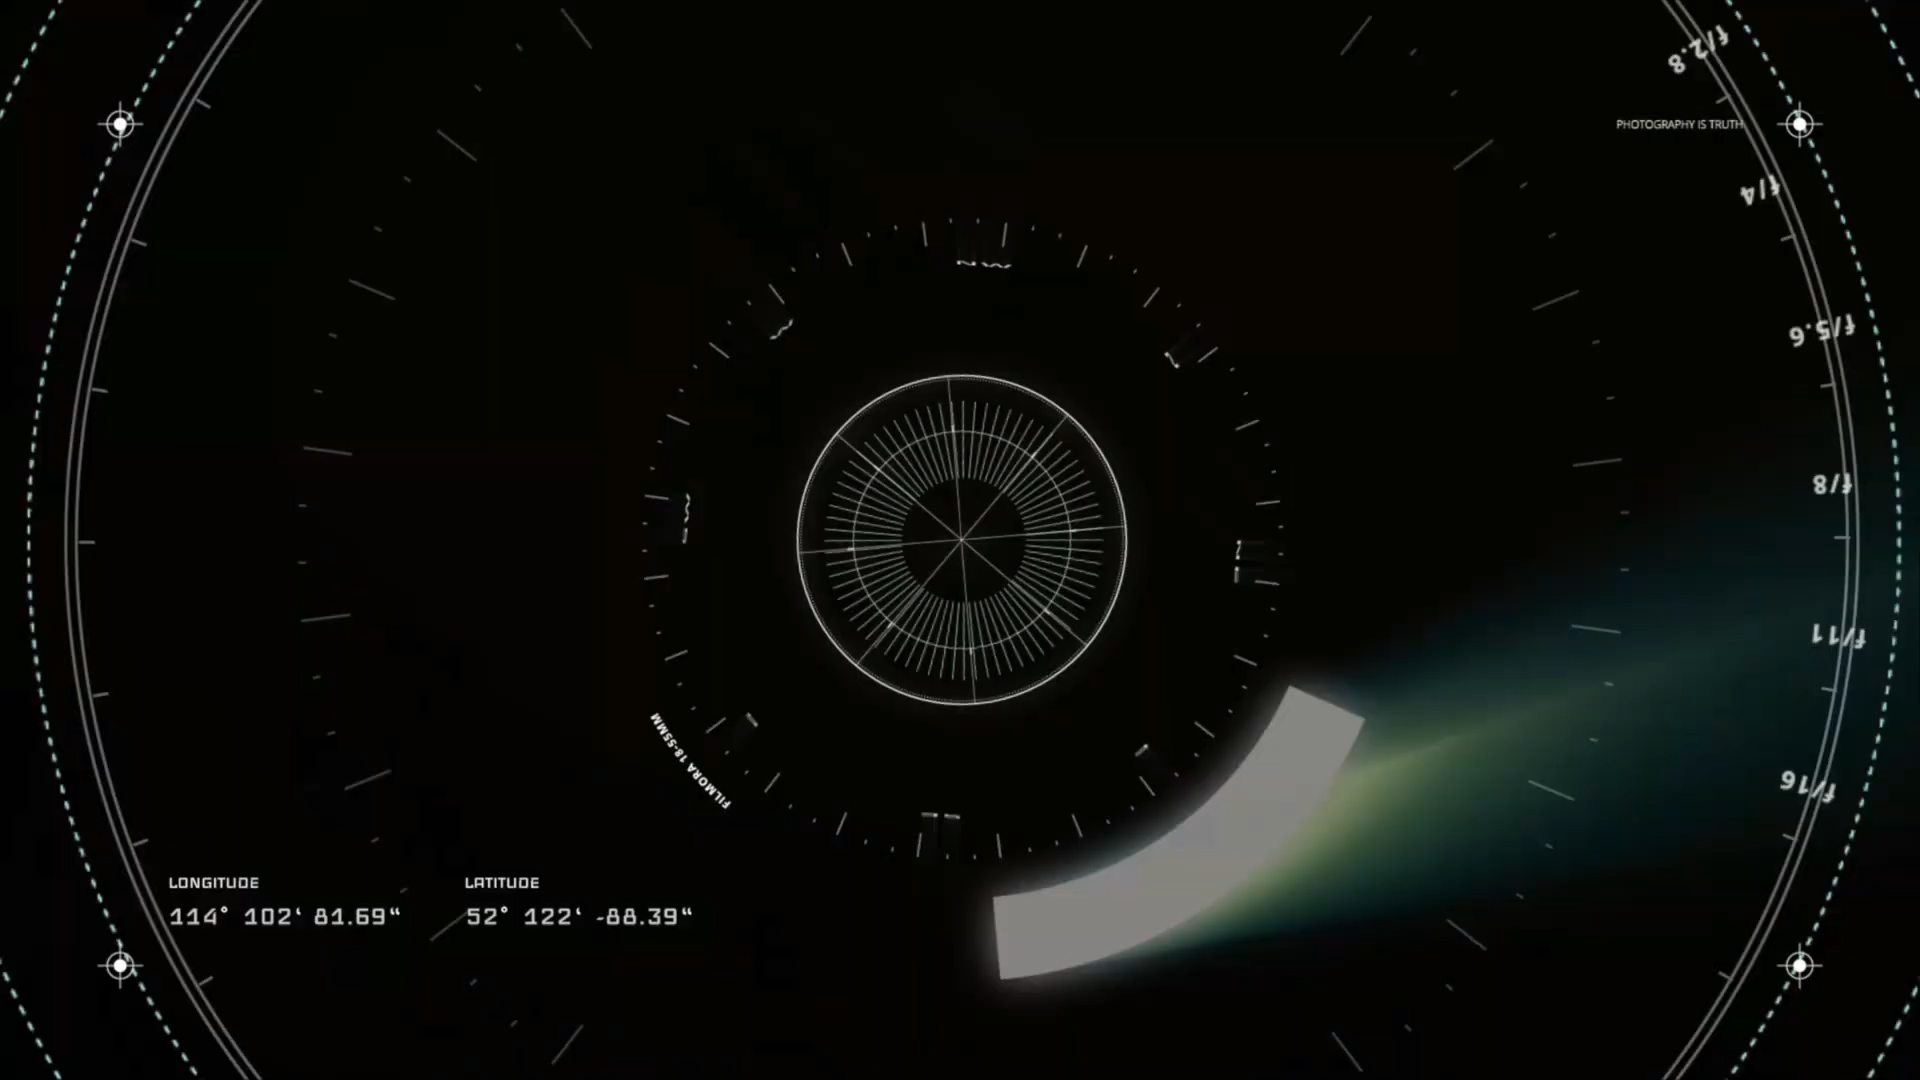 f/2.8
PHOTOGRAPHY IS TRUTH
f/4
f/5.6
f/8
f/11
f/16
FILMORA 18-55MM
LONGITUDE
114° 102‘ 81.69“
LATITUDE
52° 122‘ -88.39“